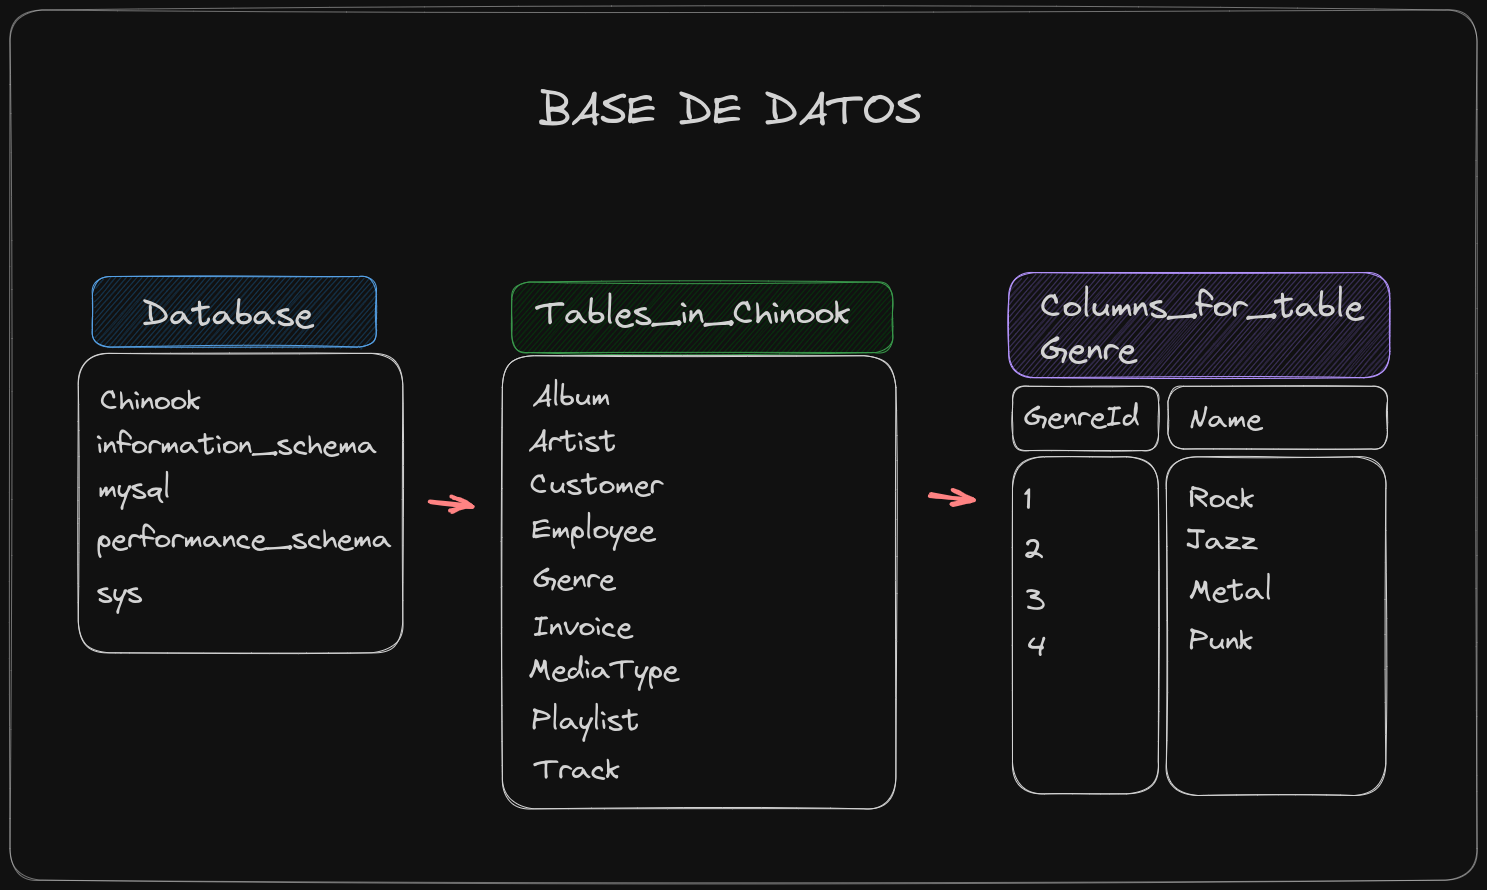 BASE DE DATOS
Database
Chinook
information_schema
mysql
performance_schema
sys
Tables_in_Chinook
Album
Artist
Customer
Employee
Genre
Invoice
MediaType
Playlist
Track
Columns_for_table
Genre
GenreId Name
1 Rock
2 Jazz
3 Metal
4 Punk